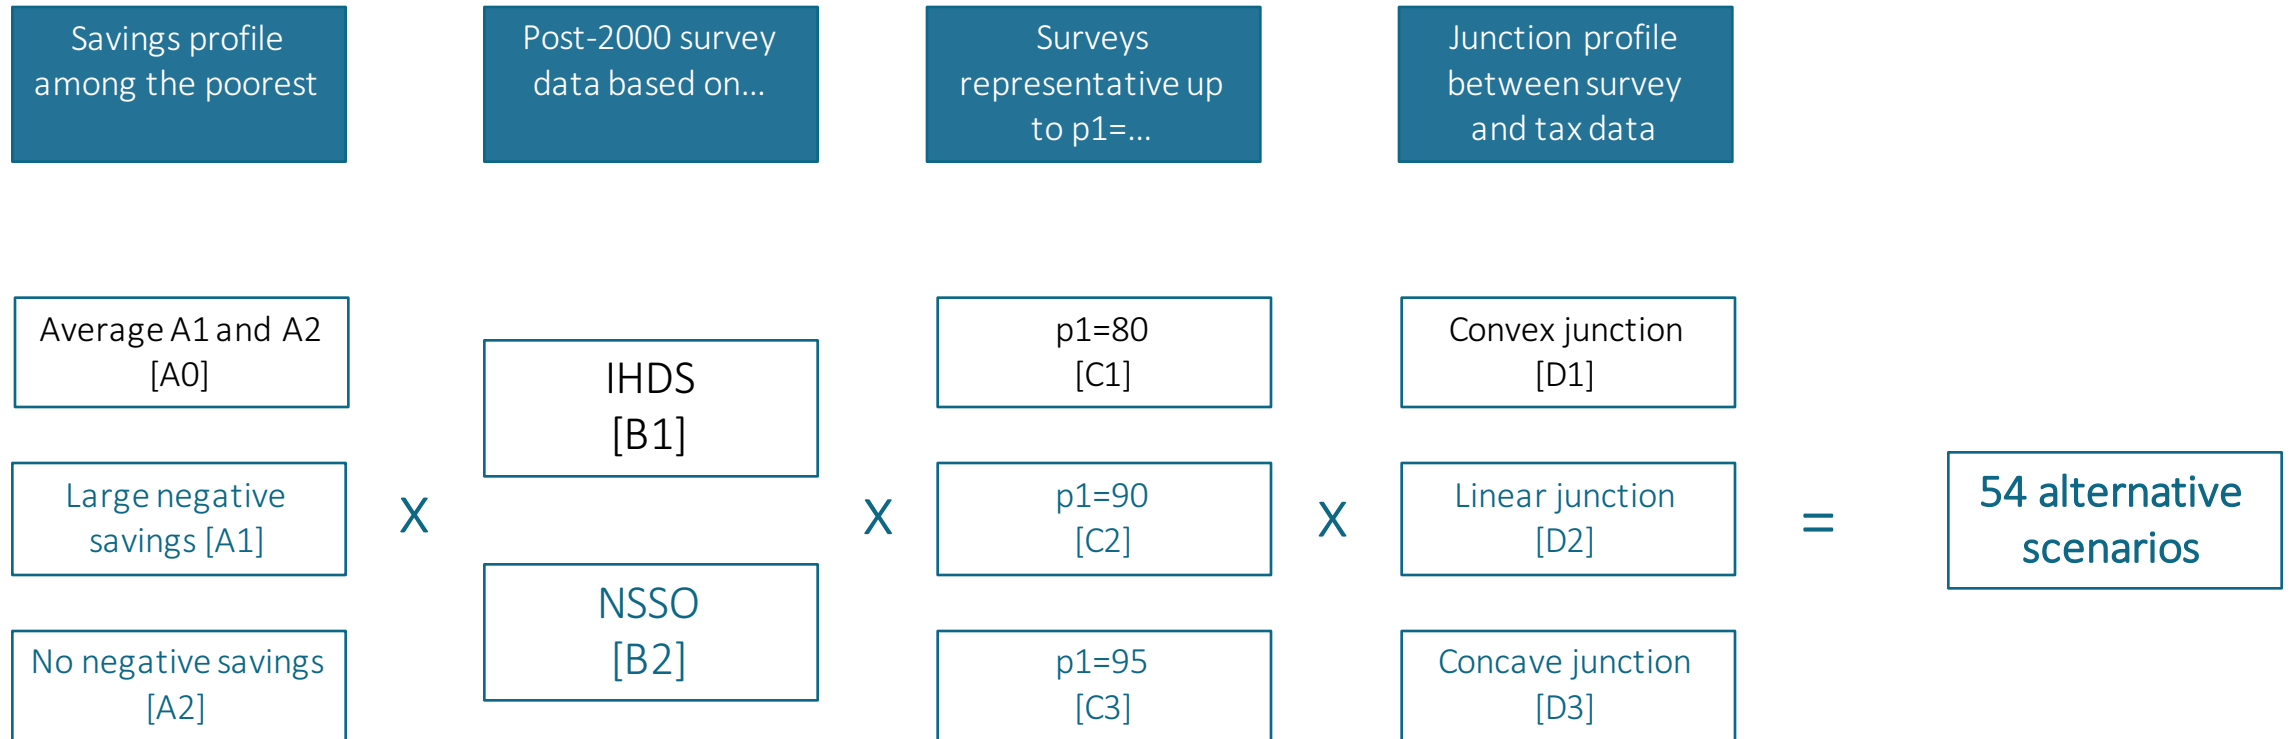 Savings profile
among the poorest
Post-2000 survey
data based on...
Surveys
representative up
to p1=...
Junction profile
between survey
and tax data
Average A1 and A2
[A0]
Large negative
savings [A1]
No negative savings
[A2]
X
IHDS
[B1]
NSSO
[B2]
X
p1=80
[C1]
p1=90
[C2]
p1=95
[C3]
X
Convex junction
[D1]
Linear junction
[D2]
Concave junction
[D3]
=
54 alternative
scenarios